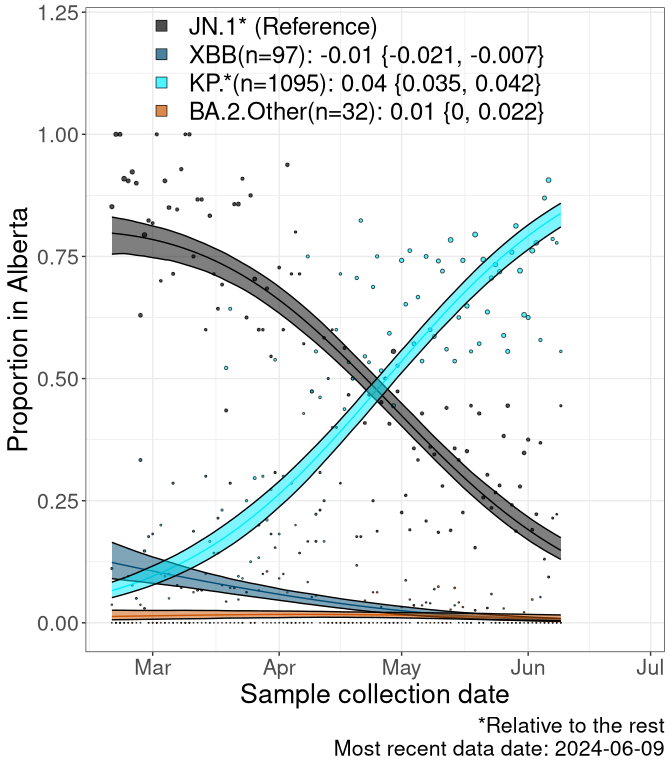 JN.1* (Reference)
XBB(n=97): -0.01 {-0.021, -0.007}
KP.*(n=1095): 0.04 {0.035, 0.042}
BA.2.Other(n=32): 0.01 {0, 0.022}
Proportion in Alberta
1.25
1.00
0.75
0.50
0.25
0.00
Mar Apr May Jun Jul
Sample collection date
*Relative to the rest
Most recent data date: 2024-06-09